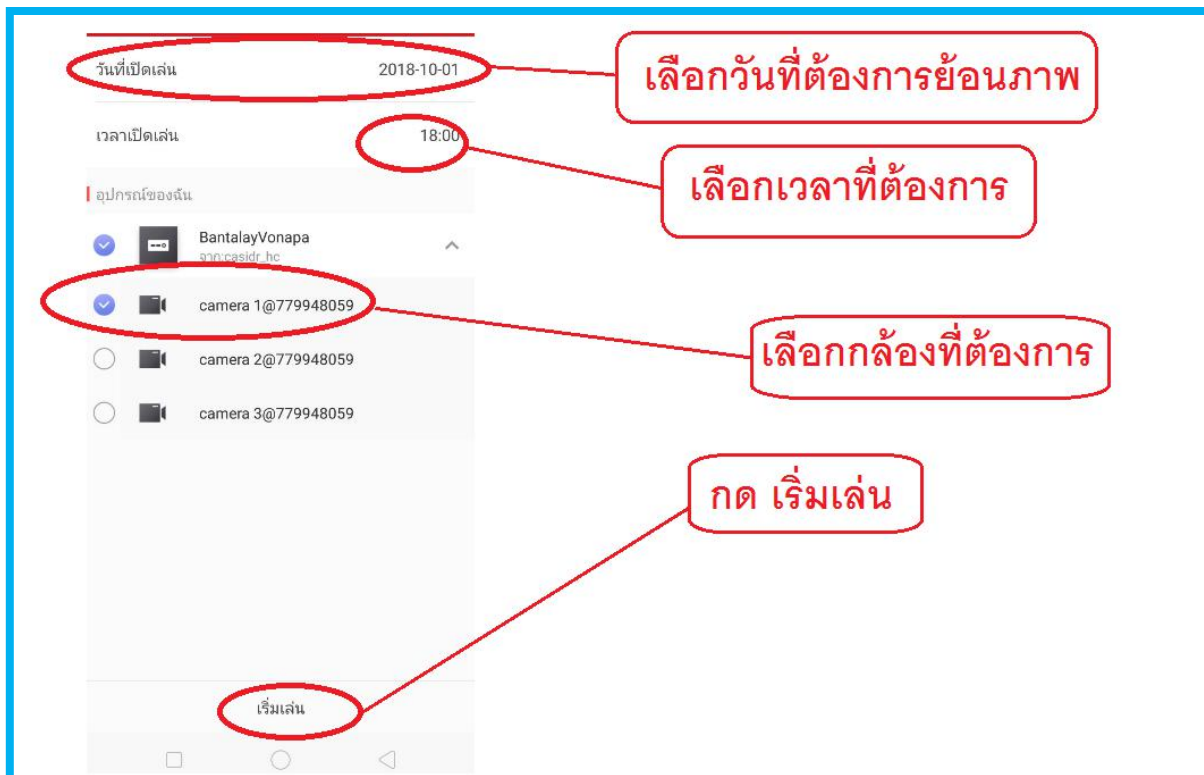 วันที่เปิดเล่น 2018-10-01
เลือกวันที่ต้องการย้อนภาพ
เวลาเปิดเล่น 18:00
เลือกเวลาที่ต้องการ
อุปกรณ์ของฉัน
BantalayVonapa
จาก:casidr_hc
camera 1@779948059
เลือกกล้องที่ต้องการ
camera 2@779948059
camera 3@779948059
กด เริ่มเล่น
เริ่มเล่น